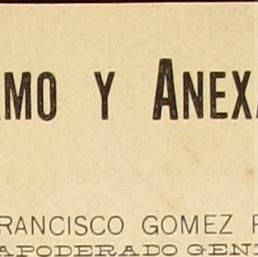 AMO Y ANEXA
FRANCISCO GOMEZ
APODERADO GEN